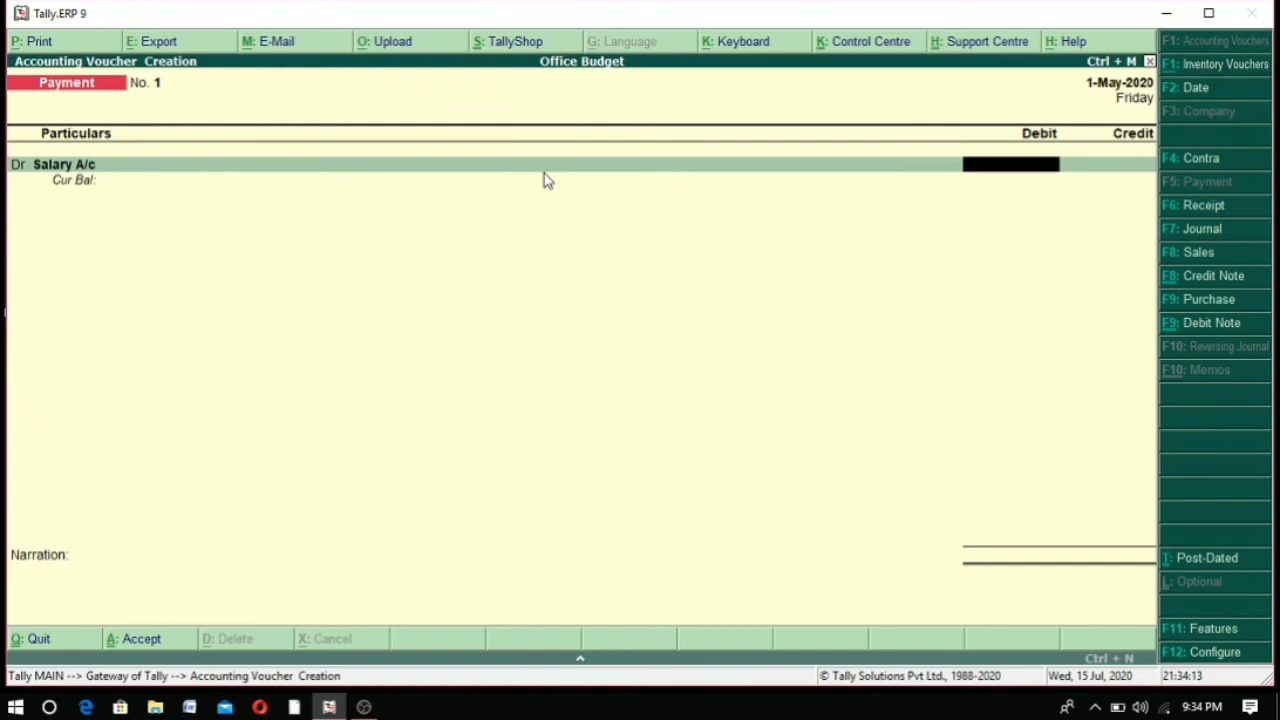 Tally.ERP 9
P: Print E: Export M: E-Mail O: Upload S: TallyShop G: Language K: Keyboard K: Control Centre H: Support Centre H: Help
Accounting Voucher Creation Office Budget Ctrl + M
Payment No. 1 1-May-2020
Friday
Particulars Debit Credit
Dr Salary A/c
Cur Bal:
Narration:
Q: Quit A: Accept D: Delete X: Cancel
Ctrl + N
Tally MAIN --> Gateway of Tally --> Accounting Voucher Creation © Tally Solutions Pvt Ltd., 1988-2020 Wed, 15 Jul, 2020 21:34:13
F1: Accounting Vouchers
F1: Inventory Vouchers
F2: Date
F3: Company
F4: Contra
F5: Payment
F6: Receipt
F7: Journal
F8: Sales
F8: Credit Note
F9: Purchase
F9: Debit Note
F10: Reversing Journal
F10: Memos
T: Post-Dated
L: Optional
F11: Features
F12: Configure
9:34 PM